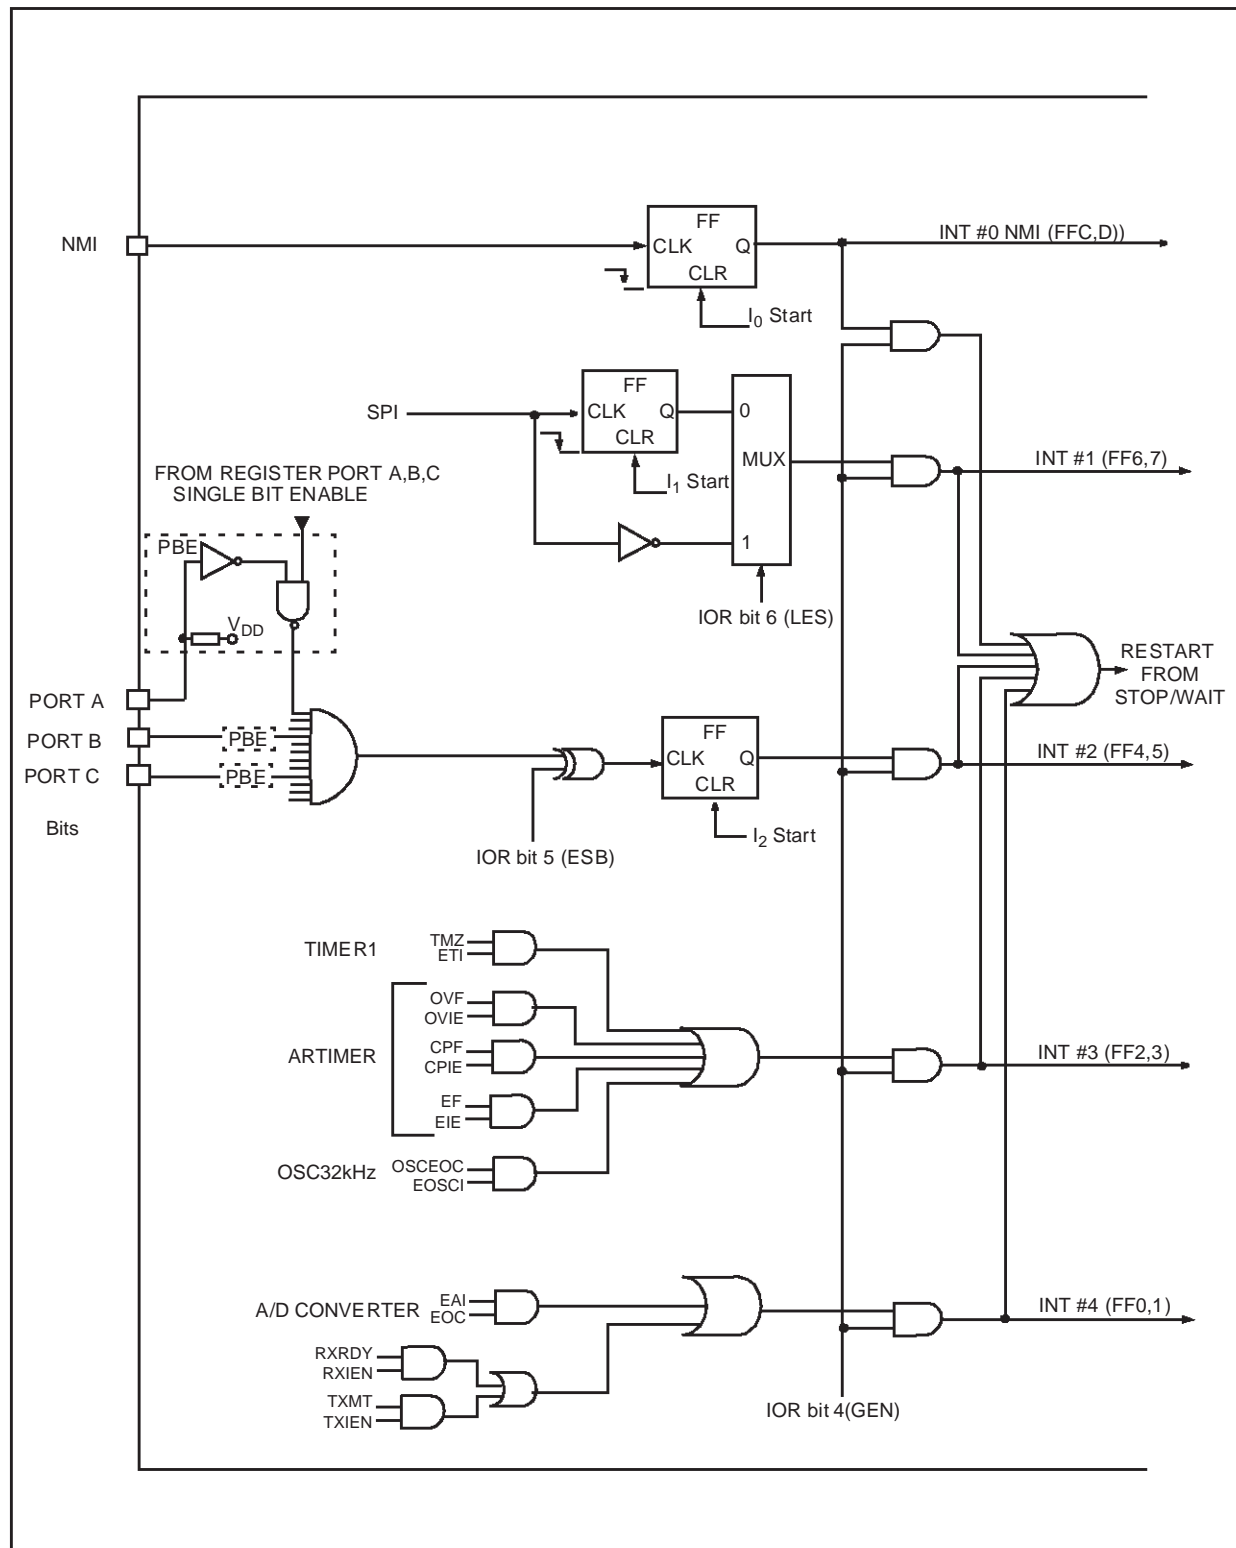 FF
NMI
CLK Q
CLR
INT #0 NMI (FFC,D))
I0 Start
FF
SPI
CLK Q
CLR
0
MUX
1
I1 Start
INT #1 (FF6,7)
FROM REGISTER PORT A,B,C
SINGLE BIT ENABLE
PBE
VDD
IOR bit 6 (LES)
RESTART
FROM
STOP/WAIT
PORT A
PORT B
PBE
PORT C
PBE
Bits
FF
CLK Q
CLR
INT #2 (FF4,5)
I2 Start
IOR bit 5 (ESB)
TIMER1
TMZ
ETI
ARTIMER
OVF
OVIE
CPF
CPIE
EF
EIE
INT #3 (FF2,3)
OSC32kHz
OSCEOC
EOSCI
A/D CONVERTER
EAI
EOC
INT #4 (FF0,1)
RXRDY
RXIEN
TXMT
TXIEN
IOR bit 4(GEN)